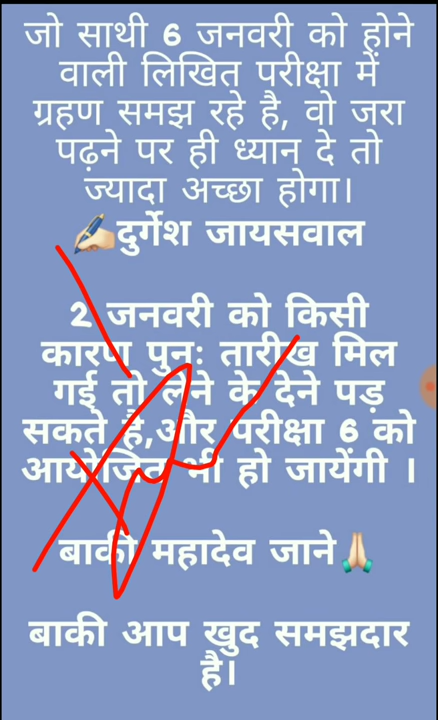 जो साथी 6 जनवरी को होने
वाली लिखित परीक्षा में
ग्रहण समझ रहे है, वो जरा
पढ़ने पर ही ध्यान दे तो
ज्यादा अच्छा होगा।
✍🏻दुर्गेश जायसवाल
2 जनवरी को किसी
कारण पुनः तारीख मिल
गई तो लेने के देने पड़
सकते है,और परीक्षा 6 को
आयोजित भी हो जायेंगी ।
बाकी महादेव जाने🙏🏻
बाकी आप खुद समझदार
है।